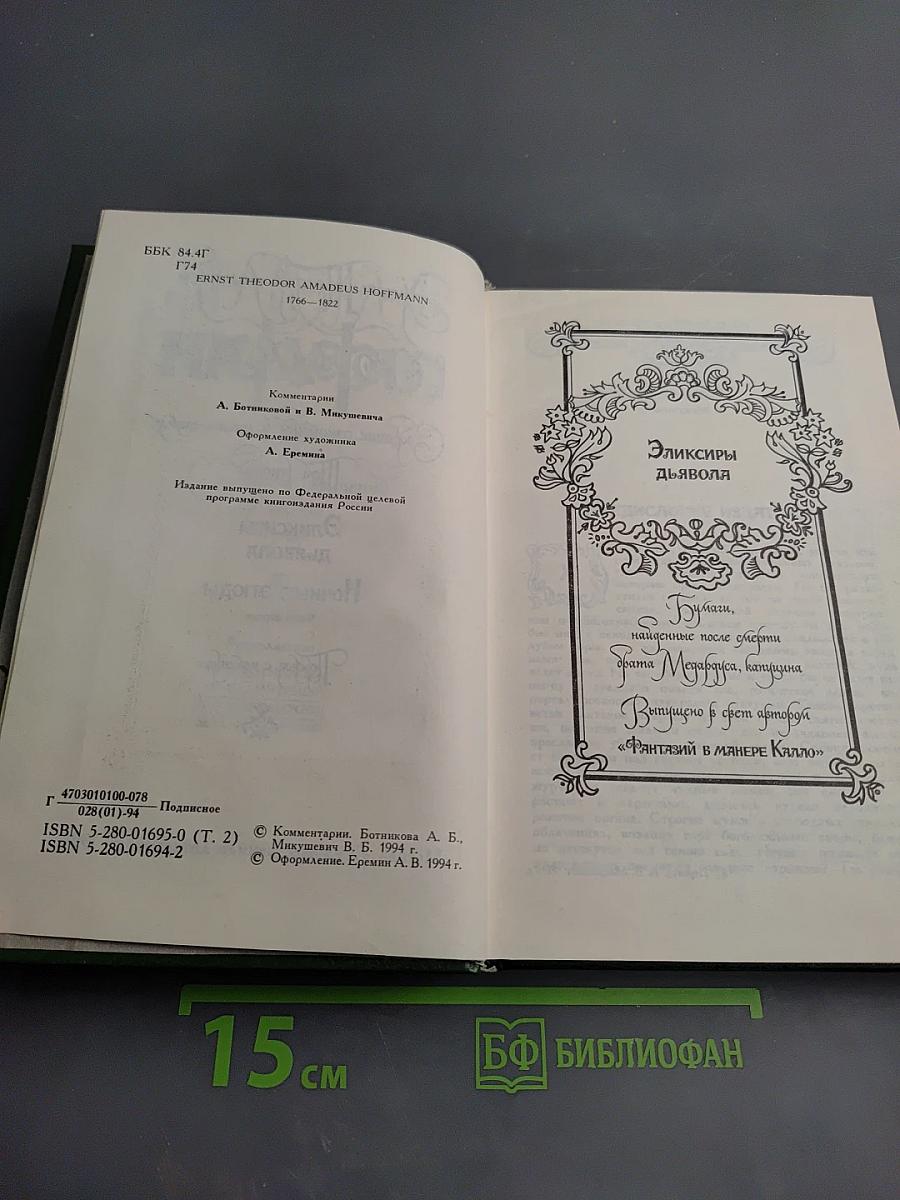 ББК 84.4Г
Г74
ERNST THEODOR AMADEUS HOFFMANN
1766—1822
Комментарии
А. Ботниковой и В. Микушевича
Оформление художника
А. Еремина
Издание выпущено по Федеральной целевой
программе книгоиздания России
Г 4703010100-078
028(01)-94 Подписное
ISBN 5-280-01695-0 (Т. 2)
ISBN 5-280-01694-2
© Комментарии. Ботникова А. Б.,
Микушевич В. Б. 1994 г.
© Оформление. Еремин А. В. 1994 г.
Эликсиры
дьявола
Бумаги,
найденные после смерти
брата Медардуса, капуцина
Выпущено в свет автором
«Фантазий в манере Калло»
15 см
БФ БИБЛИОФАН